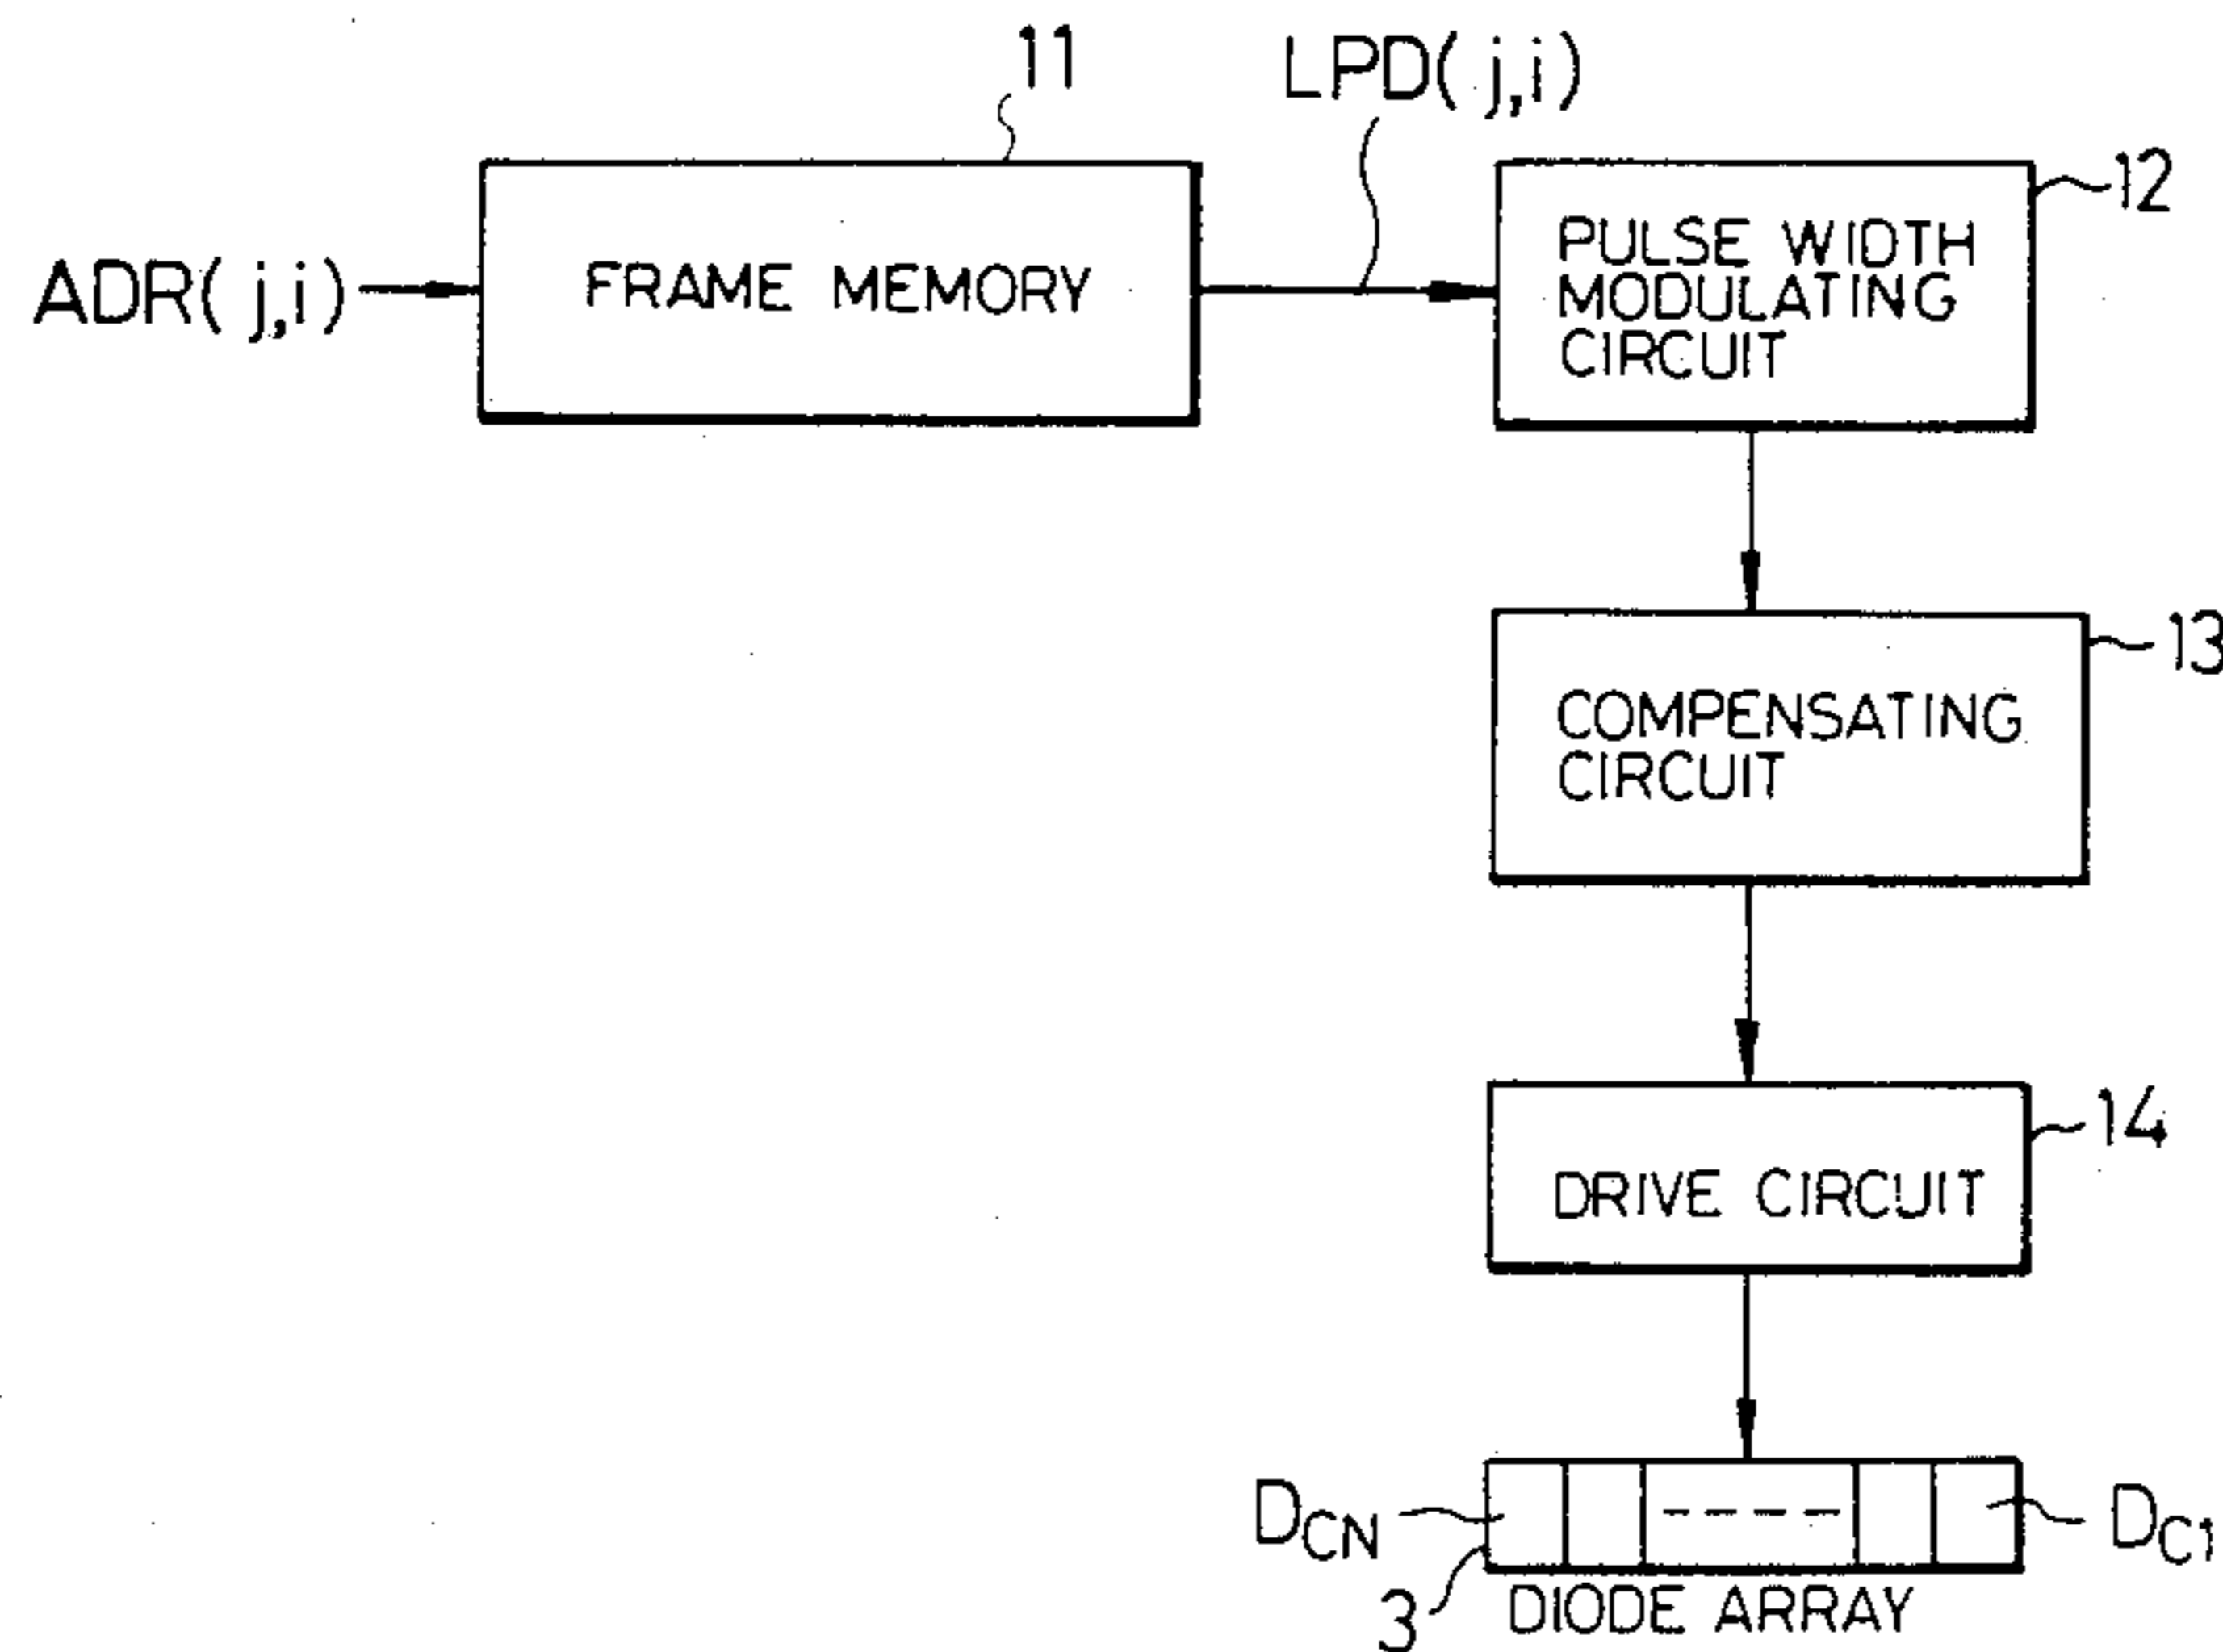 11
LPD(j,i)
ADR(j,i)
FRAME MEMORY
PULSE WIDTH
MODULATING
CIRCUIT
12
COMPENSATING
CIRCUIT
13
DRIVE CIRCUIT
14
DCN
DC1
3
DIODE ARRAY